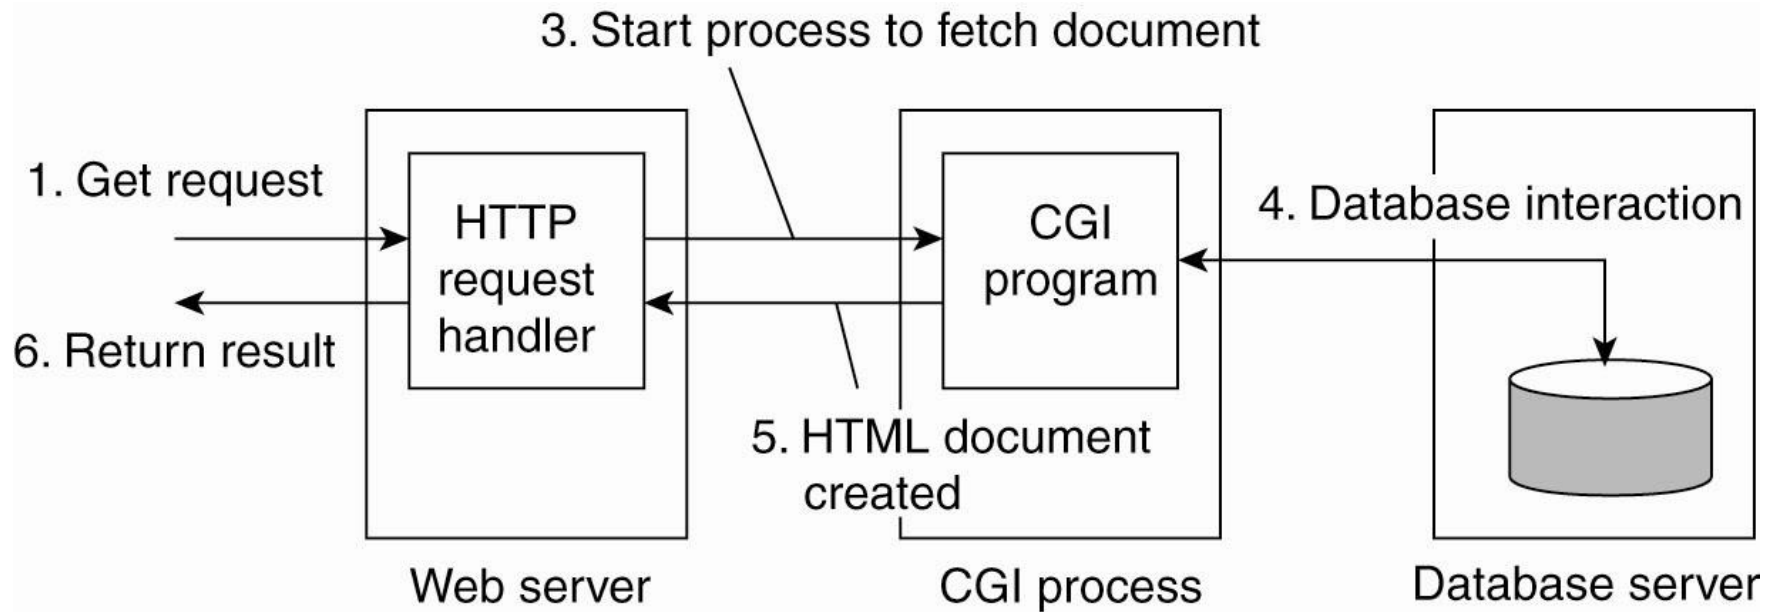 3. Start process to fetch document
1. Get request
HTTP
request
handler
CGI
program
4. Database interaction
6. Return result
5. HTML document
created
Web server
CGI process
Database server